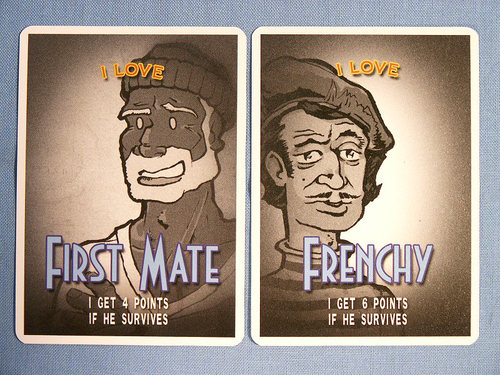 I LOVE
FIRST MATE
I GET 4 POINTS
IF HE SURVIVES
I LOVE
FRENCHY
I GET 6 POINTS
IF HE SURVIVES